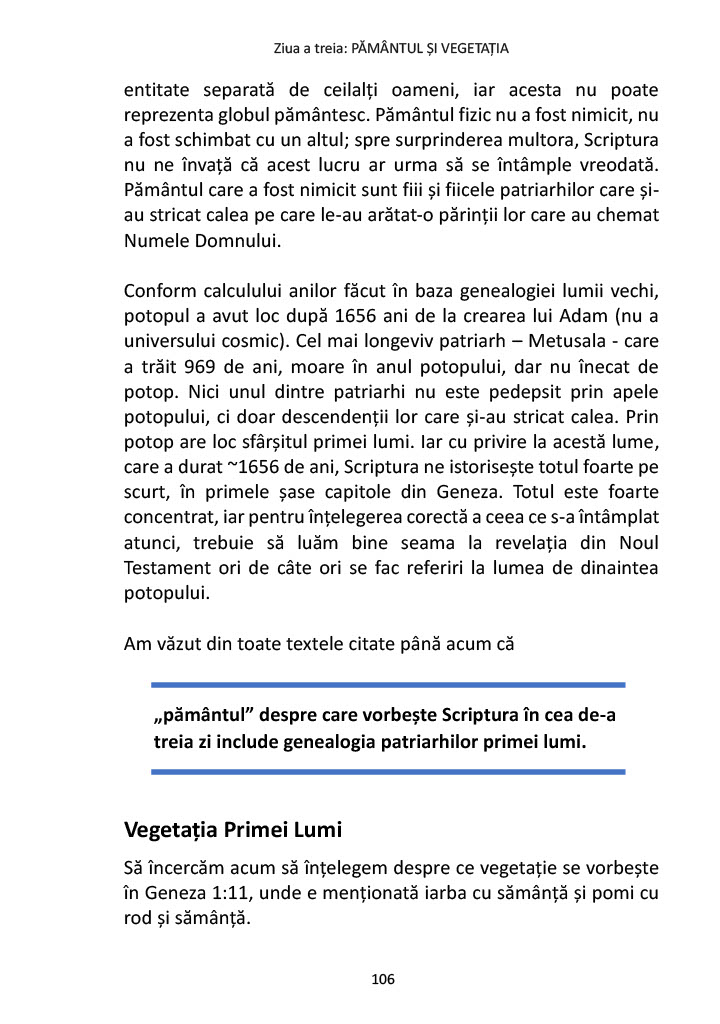 Ziua a treia: PĂMÂNTUL ȘI VEGETAȚIA
entitate separată de ceilalți oameni, iar acesta nu poate
reprezenta globul pământesc. Pământul fizic nu a fost nimicit, nu
a fost schimbat cu un altul; spre surprinderea multora, Scriptura
nu ne învață că acest lucru ar urma să se întâmple vreodată.
Pământul care a fost nimicit sunt fiii și fiicele patriarhilor care și-
au stricat calea pe care le-au arătat-o părinții lor care au chemat
Numele Domnului.
Conform calculului anilor făcut în baza genealogiei lumii vechi,
potopul a avut loc după 1656 ani de la crearea lui Adam (nu a
universului cosmic). Cel mai longeviv patriarh – Metusala - care
a trăit 969 de ani, moare în anul potopului, dar nu înecat de
potop. Nici unul dintre patriarhi nu este pedepsit prin apele
potopului, ci doar descendenții lor care și-au stricat calea. Prin
potop are loc sfârșitul primei lumi. Iar cu privire la acestă lume,
care a durat ~1656 de ani, Scriptura ne istorisește totul foarte pe
scurt, în primele șase capitole din Geneza. Totul este foarte
concentrat, iar pentru înțelegerea corectă a ceea ce s-a întâmplat
atunci, trebuie să luăm bine seama la revelația din Noul
Testament ori de câte ori se fac referiri la lumea de dinaintea
potopului.
Am văzut din toate textele citate până acum că
„pământul” despre care vorbește Scriptura în cea de-a
treia zi include genealogia patriarhilor primei lumi.
Vegetația Primei Lumi
Să încercăm acum să înțelegem despre ce vegetație se vorbește
în Geneza 1:11, unde e menționată iarba cu sămânță și pomi cu
rod și sămânță.
106